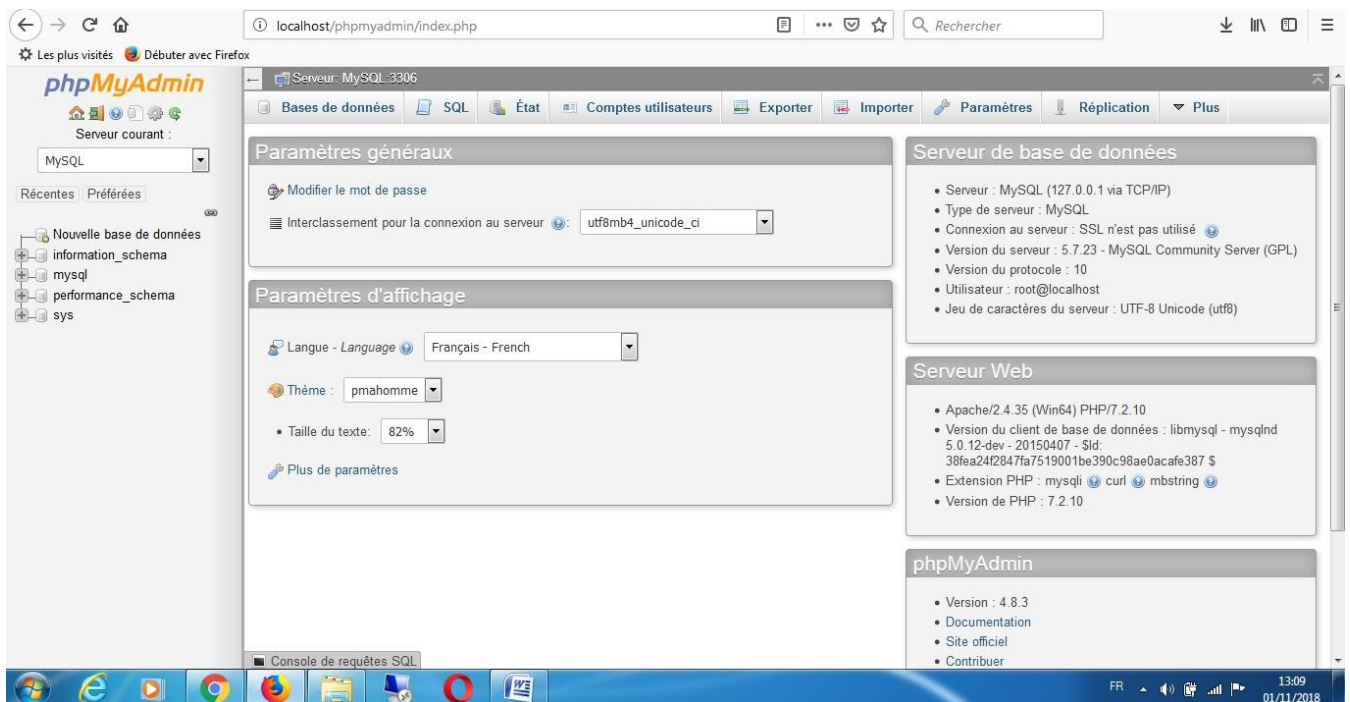 localhost/phpmyadmin/index.php
Rechercher
Les plus visités
Débuter avec Firefox
phpMyAdmin
Serveur courant :
MySQL
Récentes
Préférées
Nouvelle base de données
information_schema
mysql
performance_schema
sys
Serveur: MySQL:3306
Bases de données
SQL
État
Comptes utilisateurs
Exporter
Importer
Paramètres
Réplication
Plus
Paramètres généraux
Modifier le mot de passe
Interclassement pour la connexion au serveur : utf8mb4_unicode_ci
Paramètres d'affichage
Langue - Language Français - French
Thème : pmahomme
• Taille du texte: 82%
Plus de paramètres
Console de requêtes SQL
Serveur de base de données
• Serveur : MySQL (127.0.0.1 via TCP/IP)
• Type de serveur : MySQL
• Connexion au serveur : SSL n'est pas utilisé
• Version du serveur : 5.7.23 - MySQL Community Server (GPL)
• Version du protocole : 10
• Utilisateur : root@localhost
• Jeu de caractères du serveur : UTF-8 Unicode (utf8)
Serveur Web
• Apache/2.4.35 (Win64) PHP/7.2.10
• Version du client de base de données : libmysql - mysqlnd
5.0.12-dev - 20150407 - $Id:
38fea24f2847fa7519001be390c98ae0acafe387 $
• Extension PHP : mysqli curl mbstring
• Version de PHP : 7.2.10
phpMyAdmin
• Version : 4.8.3
• Documentation
• Site officiel
• Contribuer
FR
13:09
01/11/2018